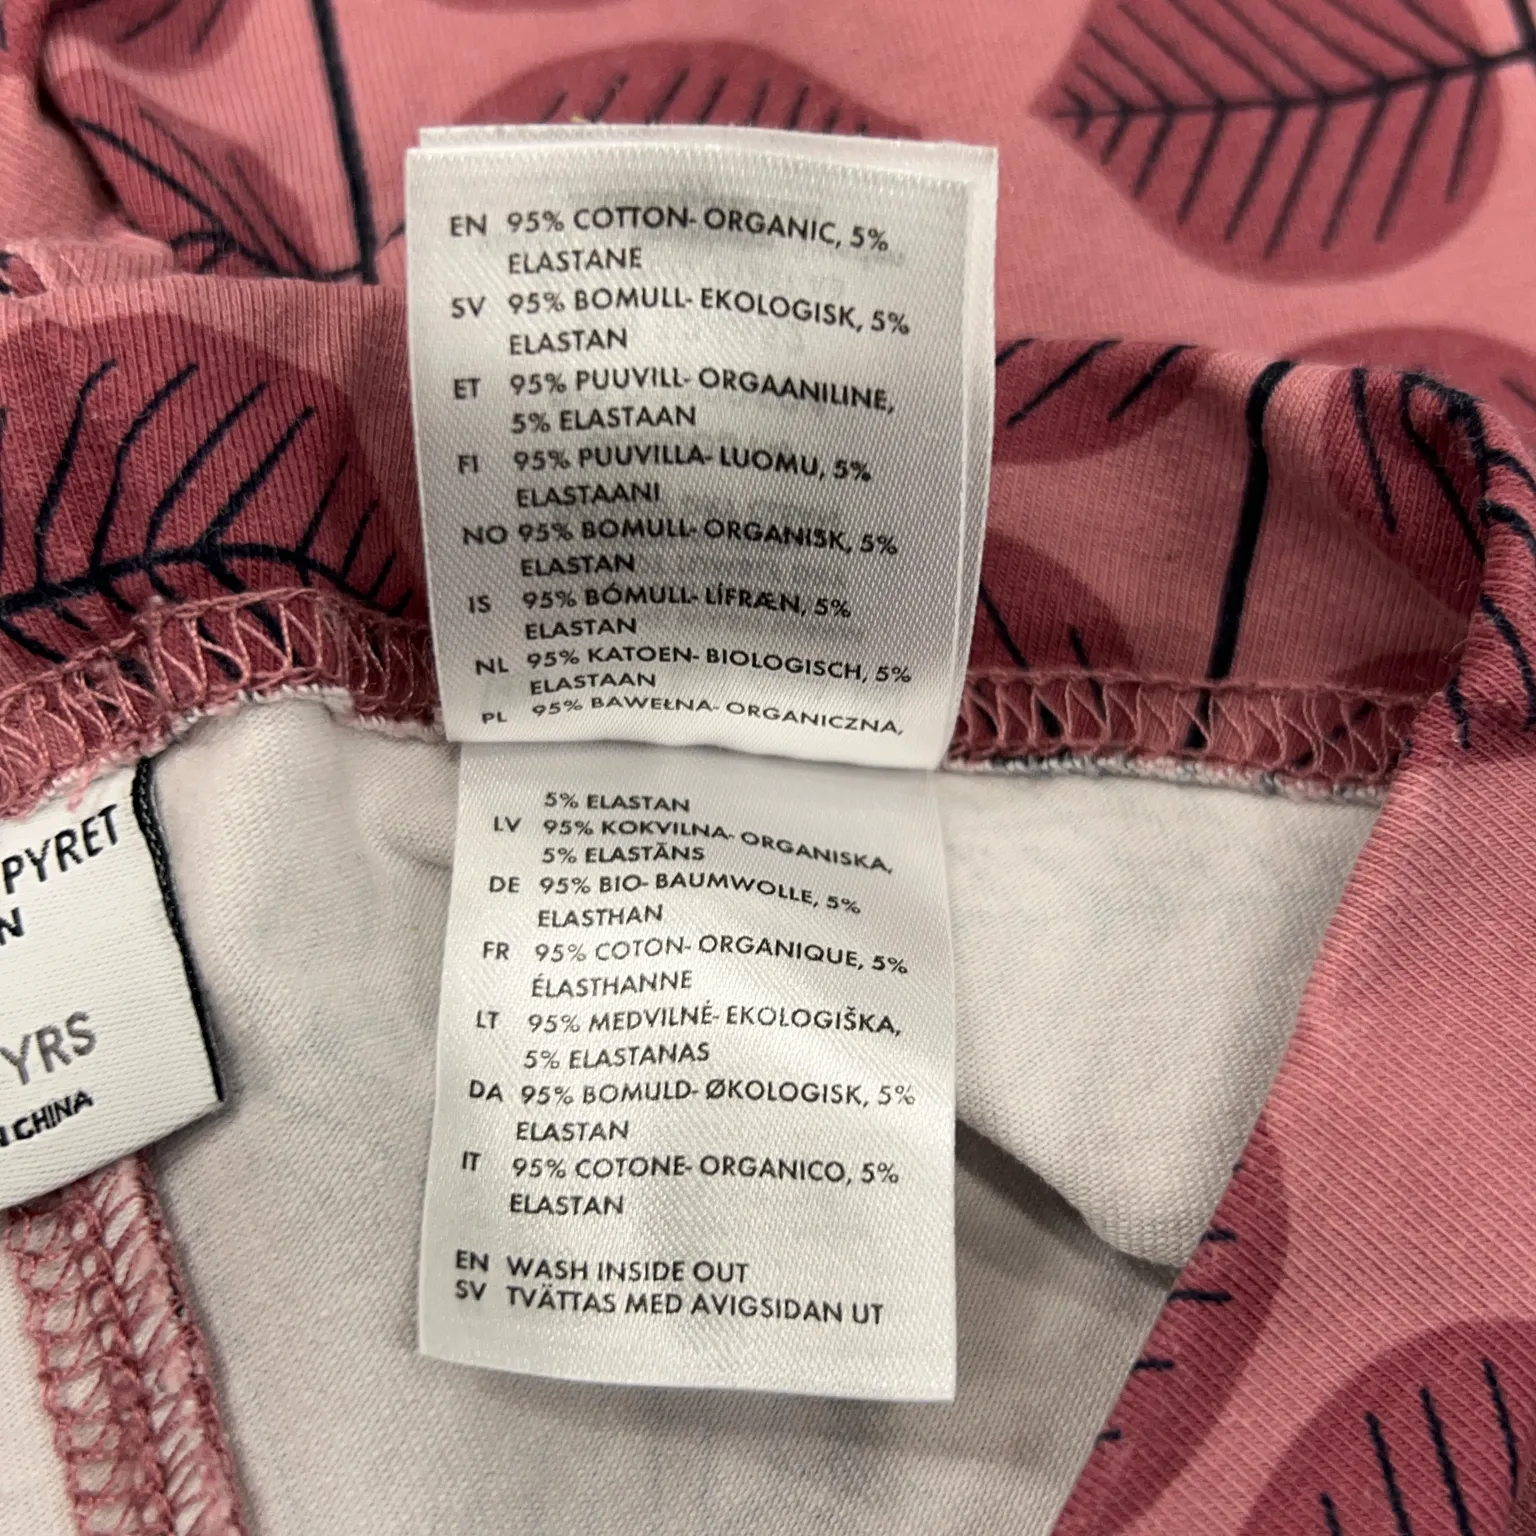 EN 95% COTTON-ORGANIC, 5%
ELASTANE
SV 95% BOMULL-EKOLOGISK, 5%
ELASTAN
ET 95% PUUVILL-ORGAANILINE,
5% ELASTAAN
FI 95% PUUVILLA-LUOMU, 5%
ELASTAANI
NO 95% BOMULL-ORGANISK, 5%
ELASTAN
IS 95% BÓMULL-LÍFRÆN, 5%
ELASTAN
NL 95% KATOEN-BIOLOGISCH, 5%
ELASTAAN
PL 95% BAWEŁNA-ORGANICZNA,
5% ELASTAN
LV 95% KOKVILNA-ORGANISKA,
5% ELASTĀNS
DE 95% BIO-BAUMWOLLE, 5%
ELASTHAN
FR 95% COTON-ORGANIQUE, 5%
ÉLASTHANNE
LT 95% MEDVILNĖ-EKOLOGIŠKA,
5% ELASTANAS
DA 95% BOMULD-ØKOLOGISK, 5%
ELASTAN
IT 95% COTONE-ORGANICO, 5%
ELASTAN
EN WASH INSIDE OUT
SV TVÄTTAS MED AVIGSIDAN UT
PYRET
N
YRS
CHINA